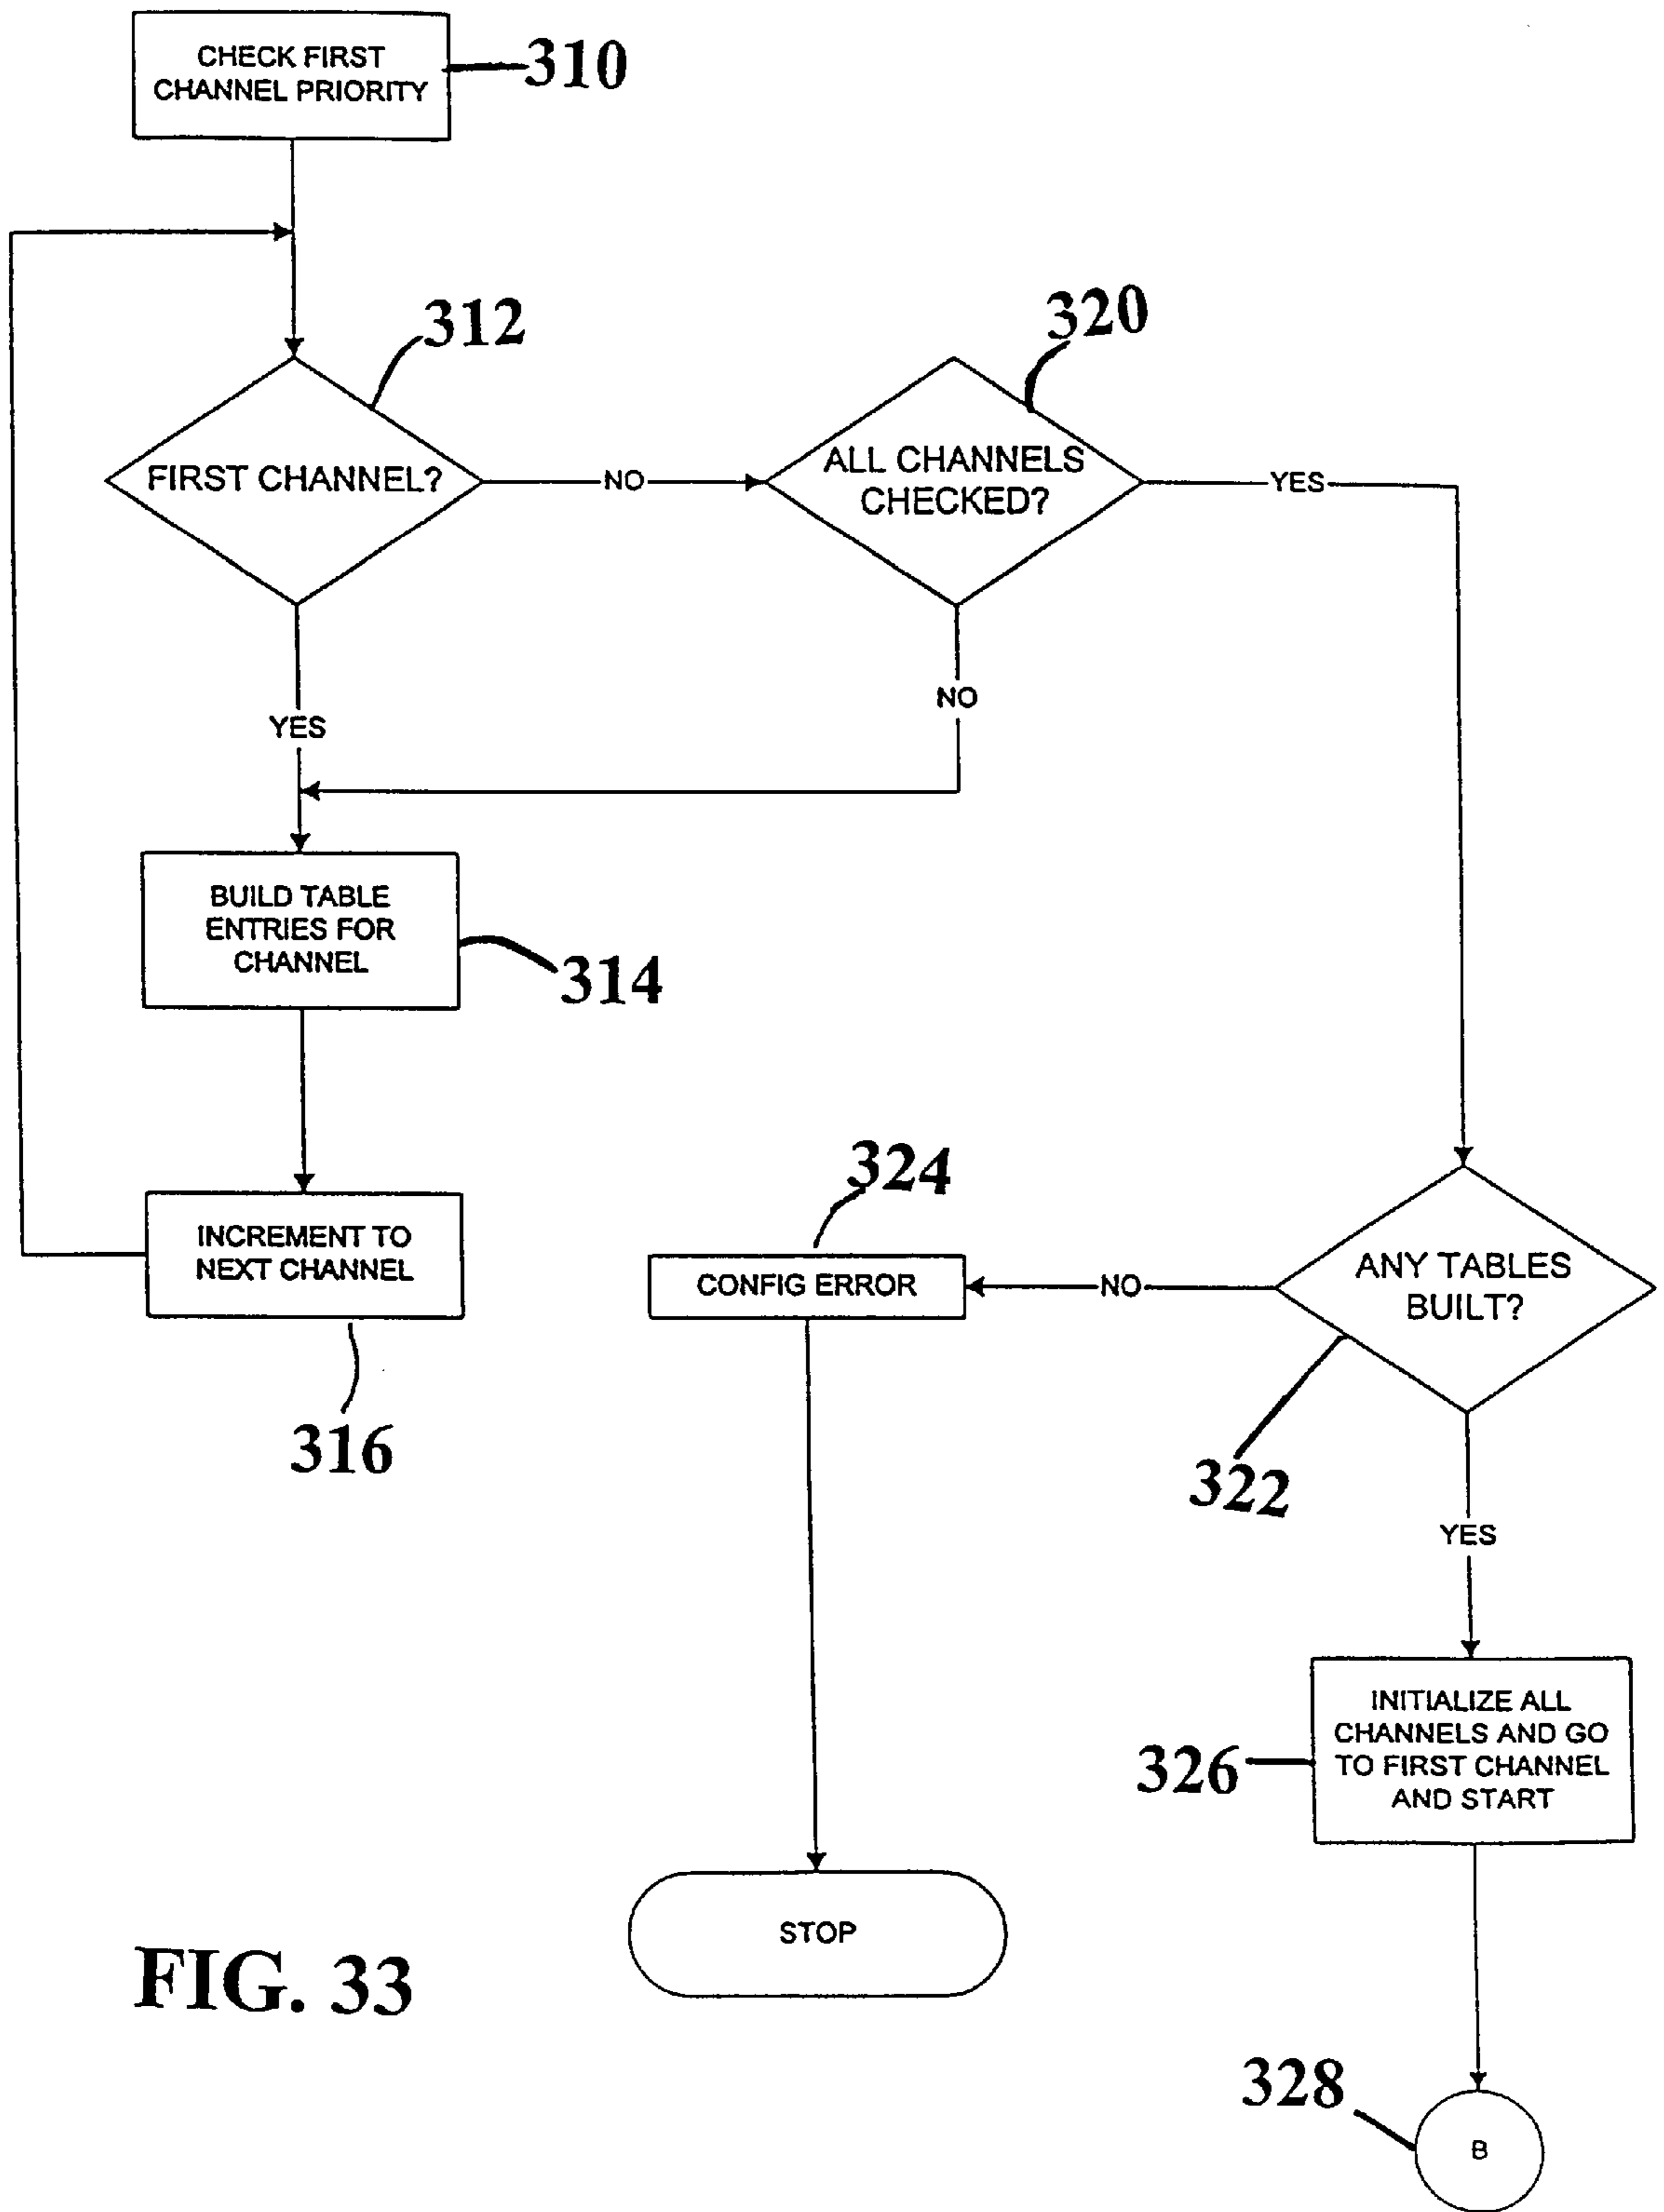 CHECK FIRST
CHANNEL PRIORITY
310
312
320
FIRST CHANNEL?
NO
ALL CHANNELS
CHECKED?
YES
NO
YES
BUILD TABLE
ENTRIES FOR
CHANNEL
314
324
INCREMENT TO
NEXT CHANNEL
CONFIG ERROR
NO
ANY TABLES
BUILT?
316
322
YES
INITIALIZE ALL
CHANNELS AND GO
TO FIRST CHANNEL
AND START
326
STOP
FIG. 33
328
B